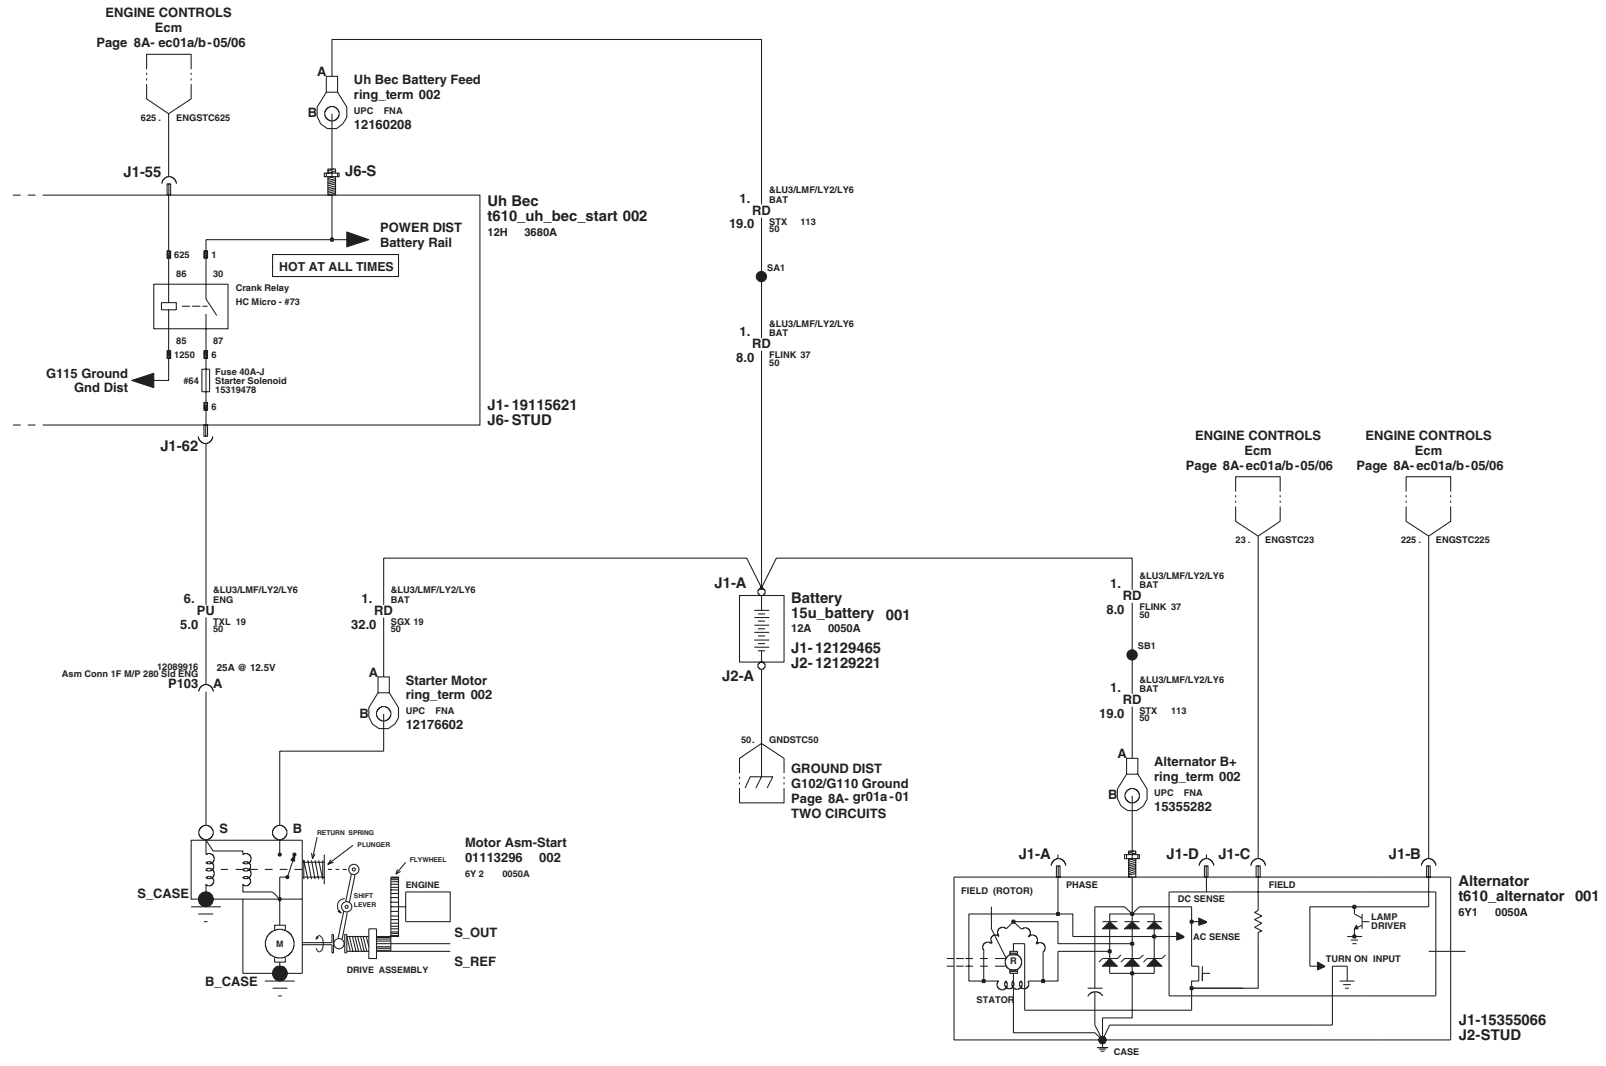 ENGINE CONTROLS
Ecm
Page 8A- ec01a/b-05/06
625. ENGSTC625
J1-55
A
B
Uh Bec Battery Feed
ring_term 002
UPC FNA
12160208
J6-S
Uh Bec
t610_uh_bec_start 002
12H 3680A
POWER DIST
Battery Rail
HOT AT ALL TIMES
625
1
86
30
Crank Relay
HC Micro - #73
85
87
1250
6
G115 Ground
Gnd Dist
#64
Fuse 40A-J
Starter Solenoid
15319478
6
J1- 19115621
J6- STUD
J1-62
1.
RD
19.0
&LU3/LMF/LY2/LY6
BAT
STX 113
50
SA1
1.
RD
8.0
&LU3/LMF/LY2/LY6
BAT
FLINK 37
50
6.
PU
5.0
&LU3/LMF/LY2/LY6
ENG
TXL 19
50
12089916
Asm Conn 1F M/P 280 Sld ENG
25A @ 12.5V
P103
A
1.
RD
32.0
&LU3/LMF/LY2/LY6
BAT
SGX 19
50
A
B
Starter Motor
ring_term 002
UPC FNA
12176602
J1-A
Battery
15u_battery 001
12A 0050A
J1- 12129465
J2- 12129221
J2-A
50. GNDSTC50
GROUND DIST
G102/G110 Ground
Page 8A- gr01a-01
TWO CIRCUITS
1.
RD
8.0
&LU3/LMF/LY2/LY6
BAT
FLINK 37
50
SB1
1.
RD
19.0
&LU3/LMF/LY2/LY6
BAT
STX 113
50
A
B
Alternator B+
ring_term 002
UPC FNA
15355282
ENGINE CONTROLS
Ecm
Page 8A- ec01a/b-05/06
23. ENGSTC23
ENGINE CONTROLS
Ecm
Page 8A- ec01a/b-05/06
225. ENGSTC225
S
B
RETURN SPRING
PLUNGER
SHIFT
LEVER
FLYWHEEL
ENGINE
Motor Asm-Start
01113296 002
6Y 2 0050A
S_CASE
M
B_CASE
DRIVE ASSEMBLY
S_OUT
S_REF
J1-A
J1-D
J1-C
J1-B
FIELD (ROTOR)
PHASE
DC SENSE
FIELD
AC SENSE
LAMP
DRIVER
TURN ON INPUT
R
STATOR
CASE
Alternator
t610_alternator 001
6Y1 0050A
J1-15355066
J2-STUD